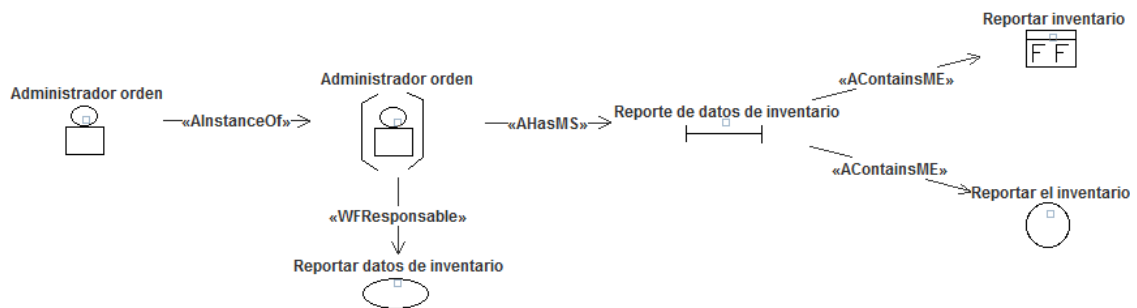 Reportar inventario
F F
«AContainsME»
Administrador orden
Administrador orden
«AInstanceOf»
«AHasMS»
Reporte de datos de inventario
«AContainsME»
Reportar el inventario
«WFResponsable»
Reportar datos de inventario